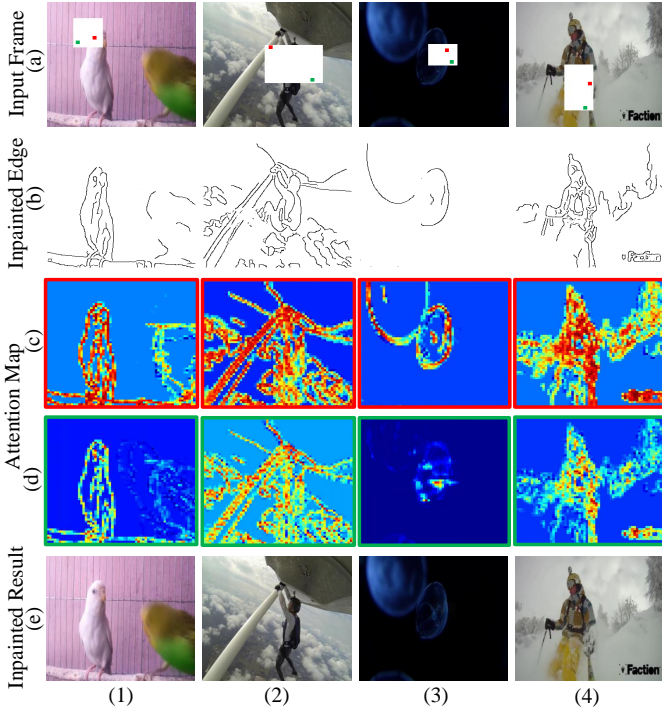 Input Frame
(a)
Faction
Inpainted Edge
(b)
Attention Map
(c)
(d)
Inpainted Result
(e)
Faction
(1)
(2)
(3)
(4)